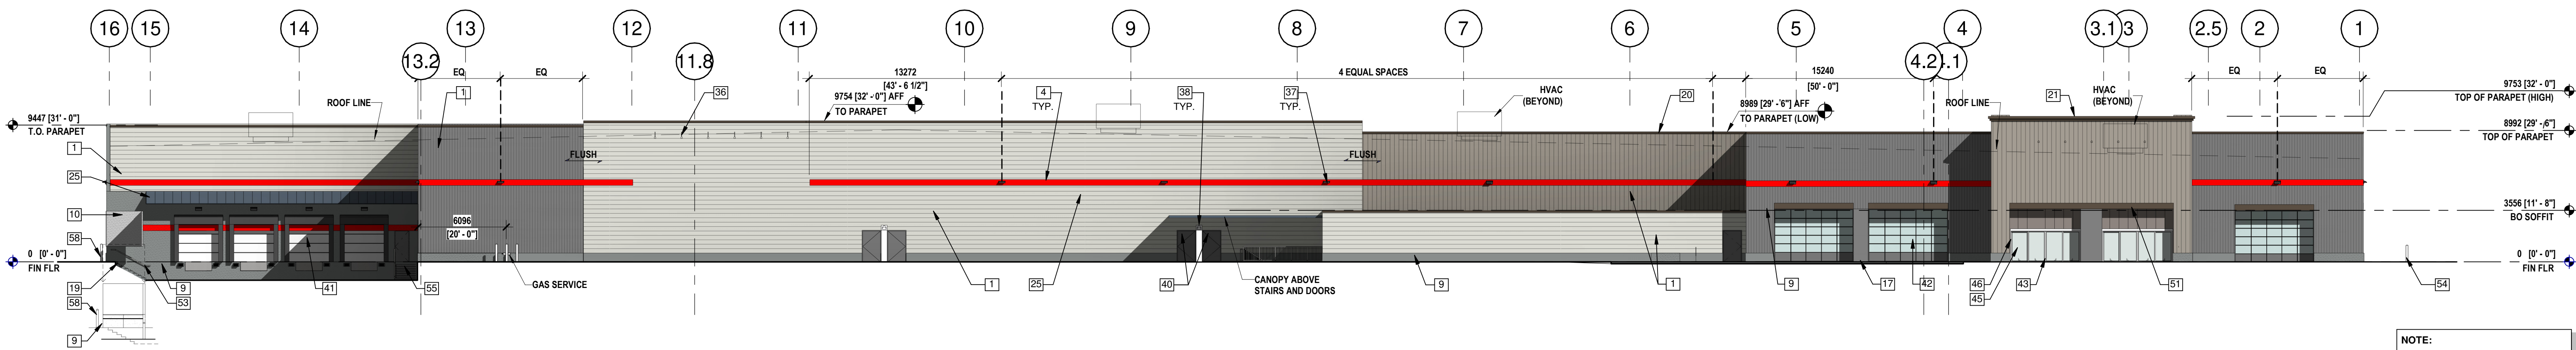 16 15 14 13 12 11 10 9 8 7 6 5 4 3.1 3 2.5 2 1
13.2 11.8 4.2 .1
EQ EQ 13272 4 EQUAL SPACES 15240 EQ EQ
[43' - 6 1/2"] [50' - 0"]
1 36 4 38 37 20 21
TYP. TYP. TYP.
ROOF LINE
9754 [32' - 0"] AFF
TO PARAPET
HVAC
(BEYOND)
8989 [29' - 6"] AFF
TO PARAPET (LOW)
ROOF LINE
HVAC
(BEYOND)
9753 [32' - 0"]
TOP OF PARAPET (HIGH)
9447 [31' - 0"]
T.O. PARAPET
8992 [29' - 6"]
TOP OF PARAPET
1
FLUSH FLUSH
25
10
6096
[20' - 0"]
3556 [11' - 8"]
BO SOFFIT
58
0 [0' - 0"]
FIN FLR
0 [0' - 0"]
FIN FLR
19 9 41 55 GAS SERVICE 1 25 40
CANOPY ABOVE
STAIRS AND DOORS
9 1 9 17 42 46 43 51 54
58 53 45
9
NOTE: